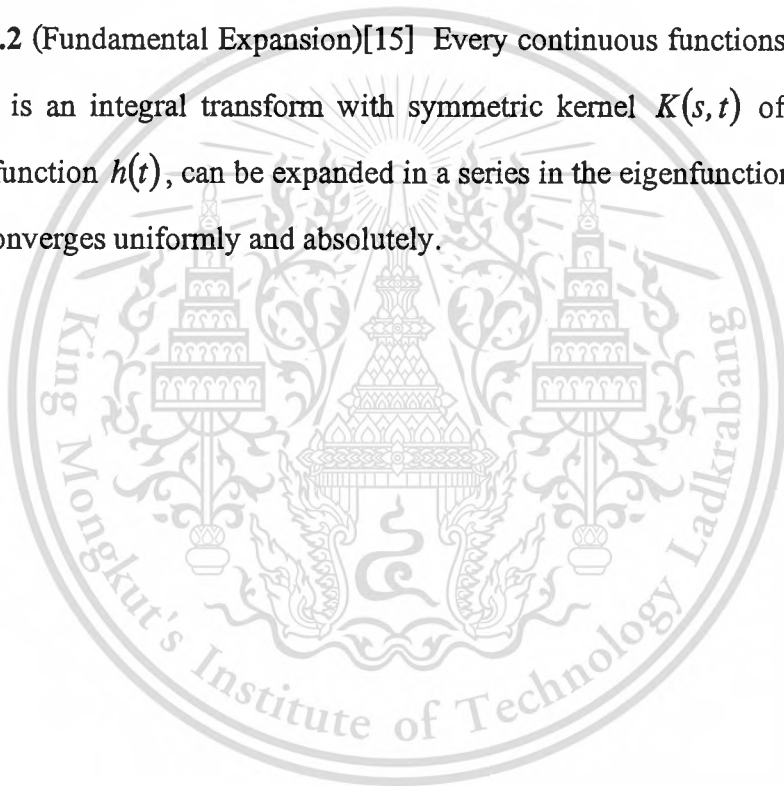 .2 (Fundamental Expansion)[15] Every continuous functions
is an integral transform with symmetric kernel K(s,t) of
function h(t), can be expanded in a series in the eigenfunction
onverges uniformly and absolutely.
King Mongkut's Institute of Technology Ladkrabang